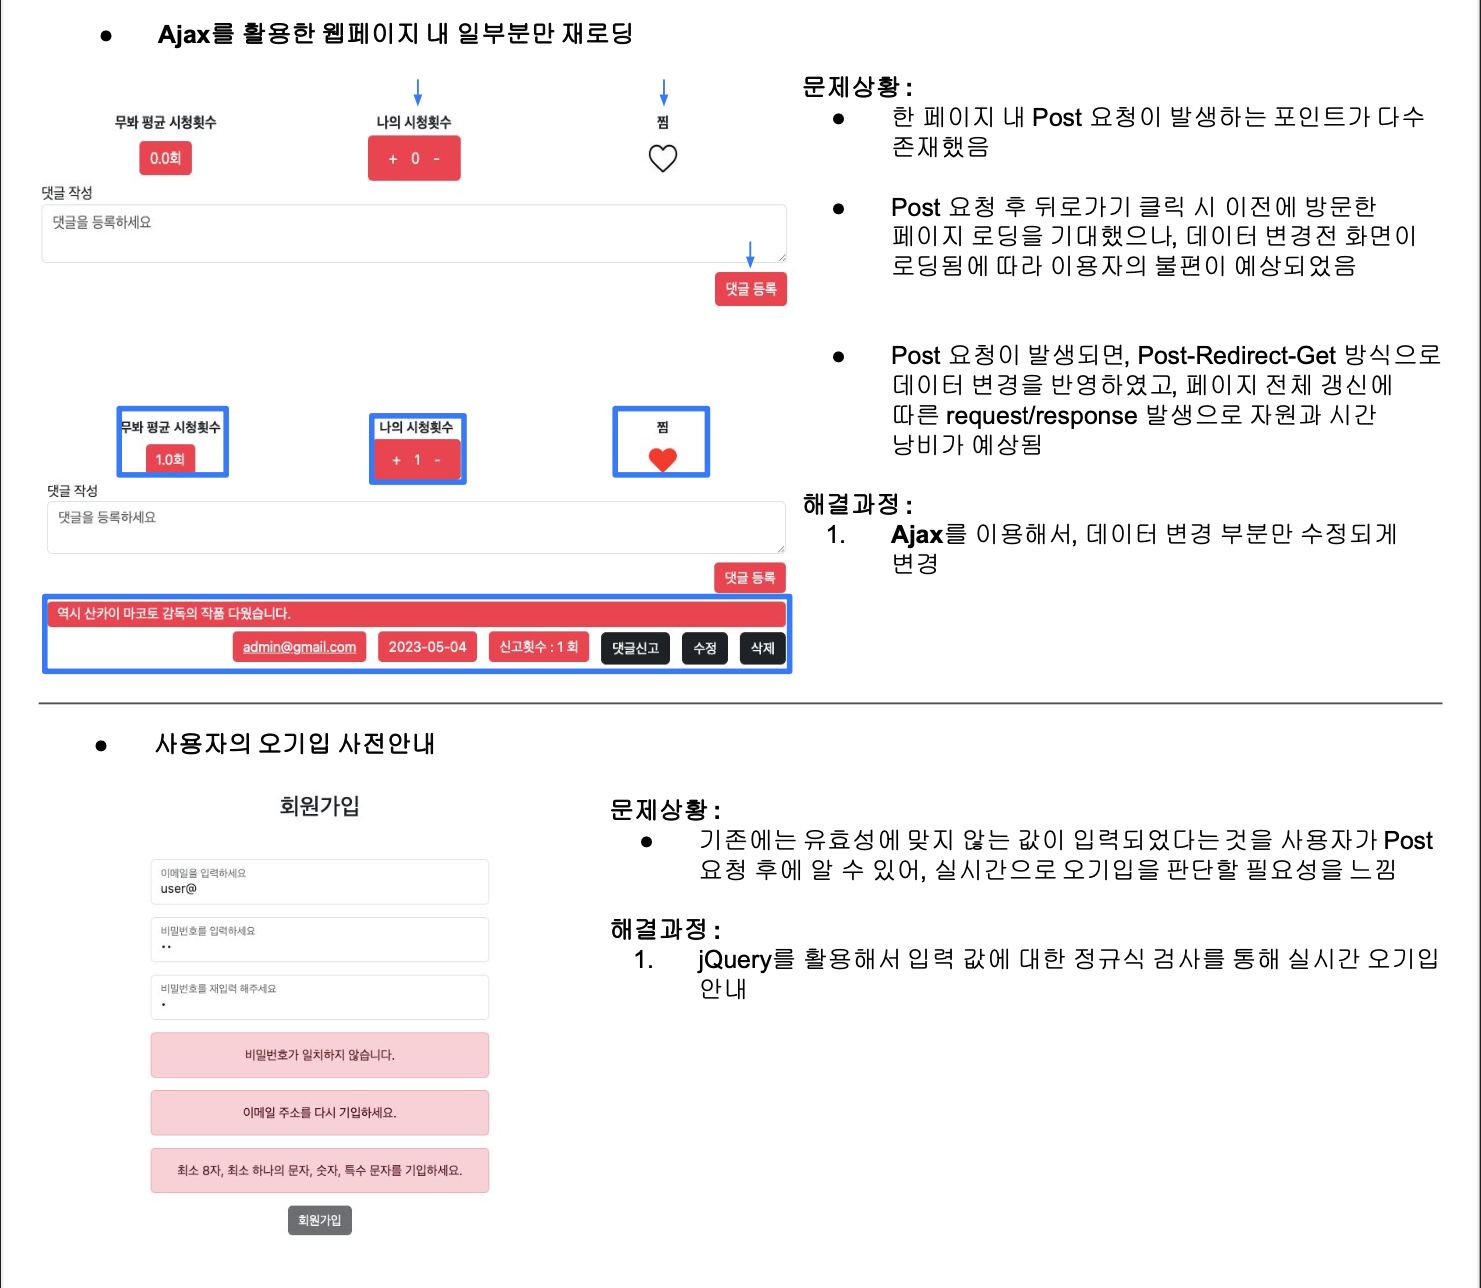 ● Ajax를 활용한 웹페이지 내 일부분만 재로딩
무봐 평균 시청횟수
나의 시청횟수
찜
0.0회
+ 0 -
댓글 작성
댓글을 등록하세요
댓글 등록
무봐 평균 시청횟수
나의 시청횟수
찜
1.0회
+ 1 -
댓글 작성
댓글을 등록하세요
댓글 등록
역시 산카이 마코토 감독의 작품 다웠습니다.
admin@gmail.com
2023-05-04
신고횟수 : 1 회
댓글신고
수정
삭제
문제상황 :
● 한 페이지 내 Post 요청이 발생하는 포인트가 다수
존재했음
● Post 요청 후 뒤로가기 클릭 시 이전에 방문한
페이지 로딩을 기대했으나, 데이터 변경전 화면이
로딩됨에 따라 이용자의 불편이 예상되었음
● Post 요청이 발생되면, Post-Redirect-Get 방식으로
데이터 변경을 반영하였고, 페이지 전체 갱신에
따른 request/response 발생으로 자원과 시간
낭비가 예상됨
해결과정 :
1. Ajax를 이용해서, 데이터 변경 부분만 수정되게
변경
● 사용자의 오기입 사전안내
회원가입
이메일을 입력하세요
user@
비밀번호를 입력하세요
••
비밀번호를 재입력 해주세요
•
비밀번호가 일치하지 않습니다.
이메일 주소를 다시 기입하세요.
최소 8자, 최소 하나의 문자, 숫자, 특수 문자를 기입하세요.
회원가입
문제상황 :
● 기존에는 유효성에 맞지 않는 값이 입력되었다는 것을 사용자가 Post
요청 후에 알 수 있어, 실시간으로 오기입을 판단할 필요성을 느낌
해결과정 :
1. jQuery를 활용해서 입력 값에 대한 정규식 검사를 통해 실시간 오기입
안내